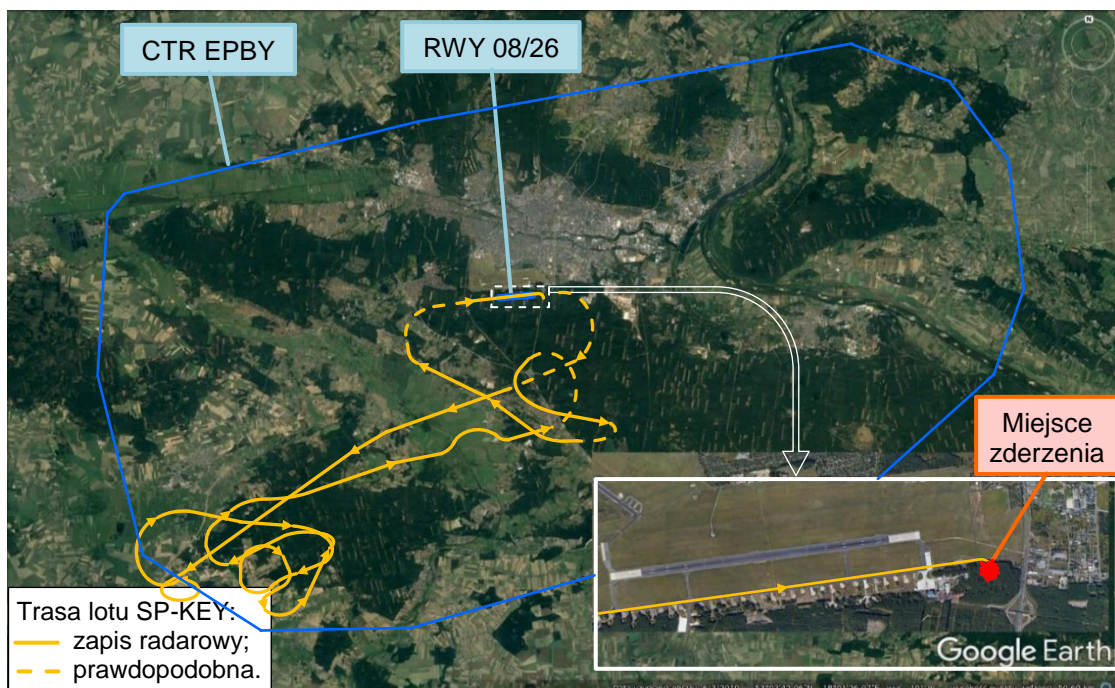 CTR EPBY
RWY 08/26
N
Miejsce
zderzenia
Trasa lotu SP-KEY:
zapis radarowy;
prawdopodobna.
Google Earth